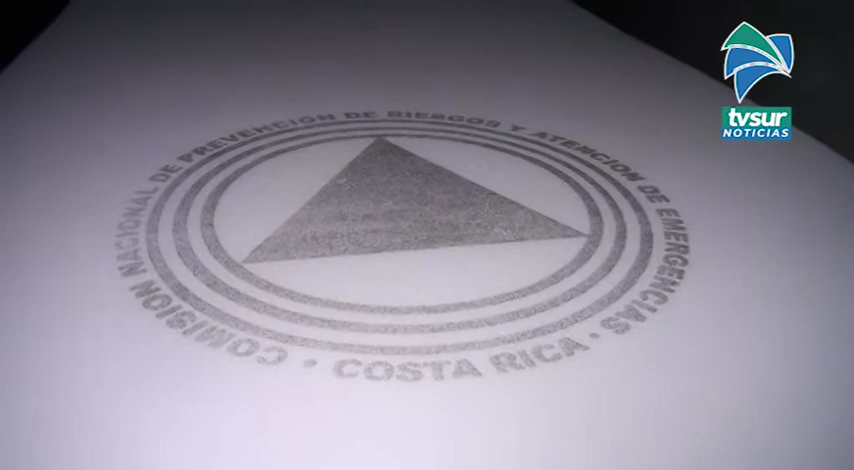 tvsur
NOTICIAS
COMISION NACIONAL DE PREVENCION DE RIESGOS Y ATENCION DE EMERGENCIAS
• COSTA RICA •